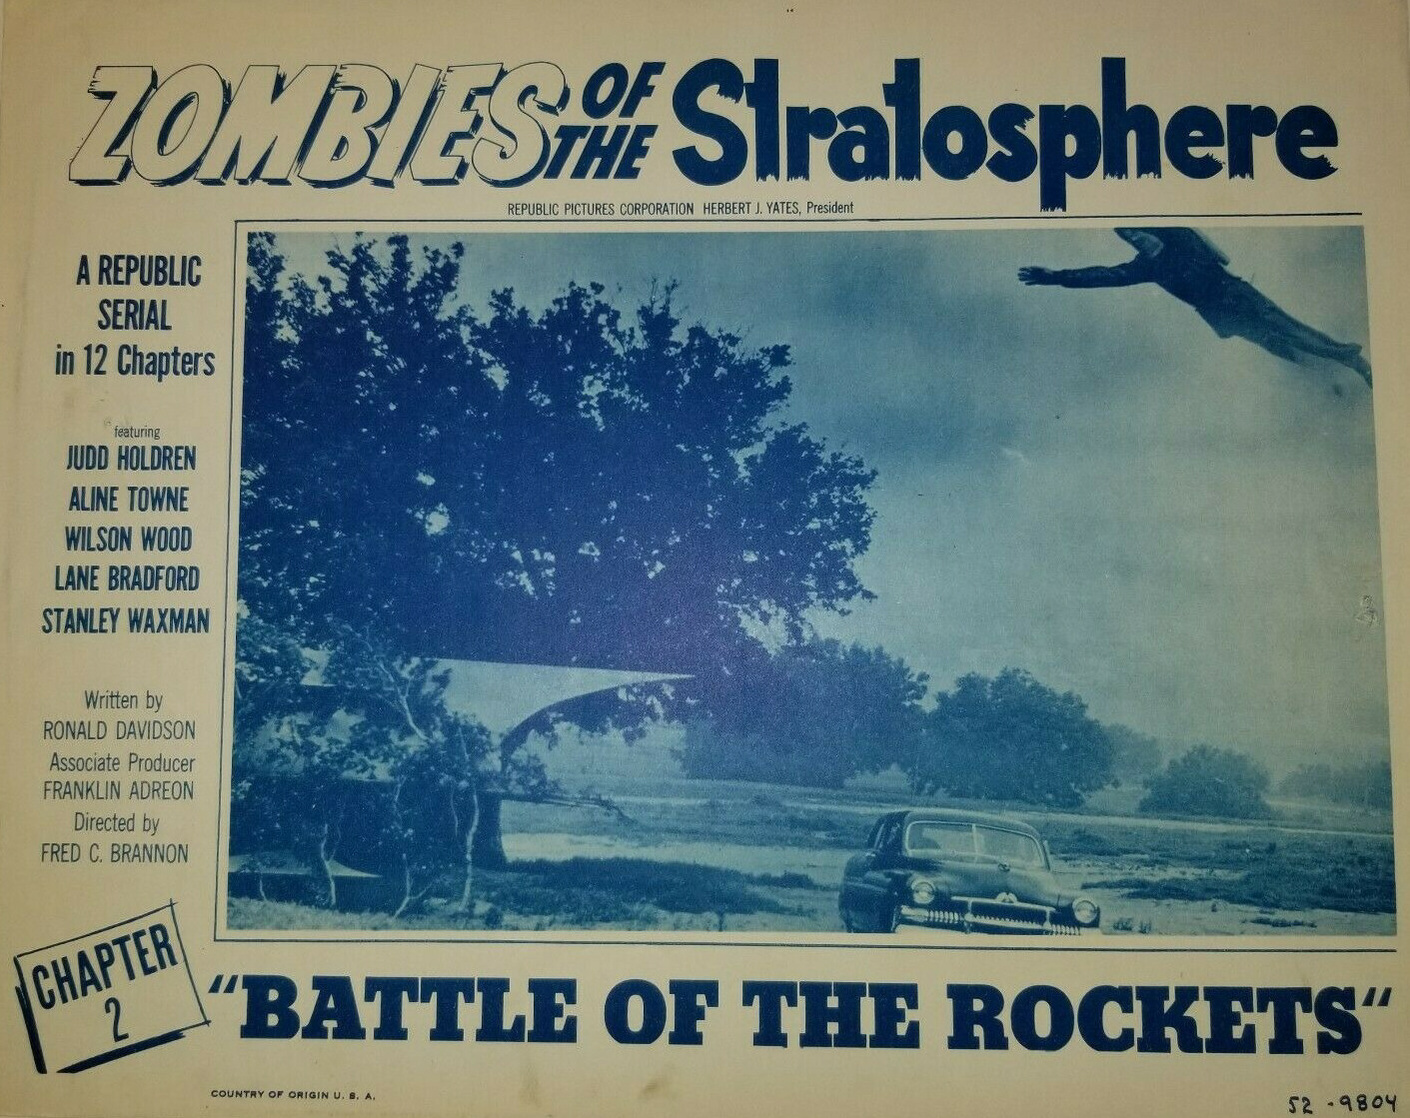 ZOMBIES OF THE Stratosphere
REPUBLIC PICTURES CORPORATION HERBERT J. YATES, President
A REPUBLIC
SERIAL
in 12 Chapters
featuring
JUDD HOLDREN
ALINE TOWNE
WILSON WOOD
LANE BRADFORD
STANLEY WAXMAN
Written by
RONALD DAVIDSON
Associate Producer
FRANKLIN ADREON
Directed by
FRED C. BRANNON
CHAPTER
2
"BATTLE OF THE ROCKETS"
COUNTRY OF ORIGIN U. S. A.
52 - 9804